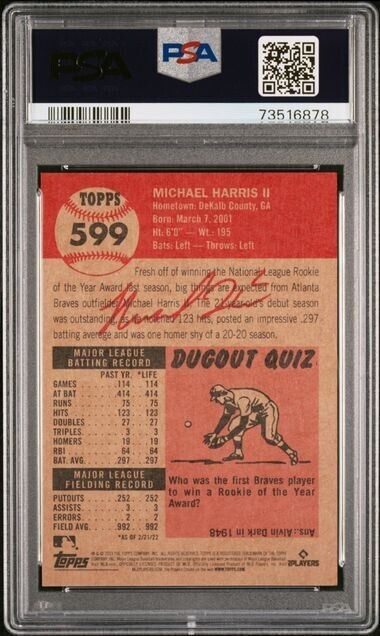 PSA
PSA
73516878
TOPPS
599
MICHAEL HARRIS II
Hometown: DeKalb County, GA
Born: March 7, 2001
Ht: 6'0" — Wt.: 195
Bats: Left — Throws: Left
Fresh off of winning the National League Rookie
of the Year Award last season, big things are expected from Atlanta
Braves outfielder Michael Harris II. The 21-year-old's debut season
was outstanding, as he notched 123 hits, posted an impressive .297
batting average and was one homer shy of a 20-20 season.
MAJOR LEAGUE
BATTING RECORD
PAST YR. *LIFE
GAMES 114 114
AT BAT 414 414
RUNS 75 75
HITS 123 123
DOUBLES 27 27
TRIPLES 3 3
HOMERS 19 19
RBI 64 64
BAT. AVG. .297 .297
MAJOR LEAGUE
FIELDING RECORD
PUTOUTS 252 252
ASSISTS 3 3
ERRORS 2 2
FIELD AVG. .992 .992
DUGOUT QUIZ
Who was the first Braves player
to win a Rookie of the Year
Award?
Ans.: Alvin Dark in 1948
Topps
PLAYERS